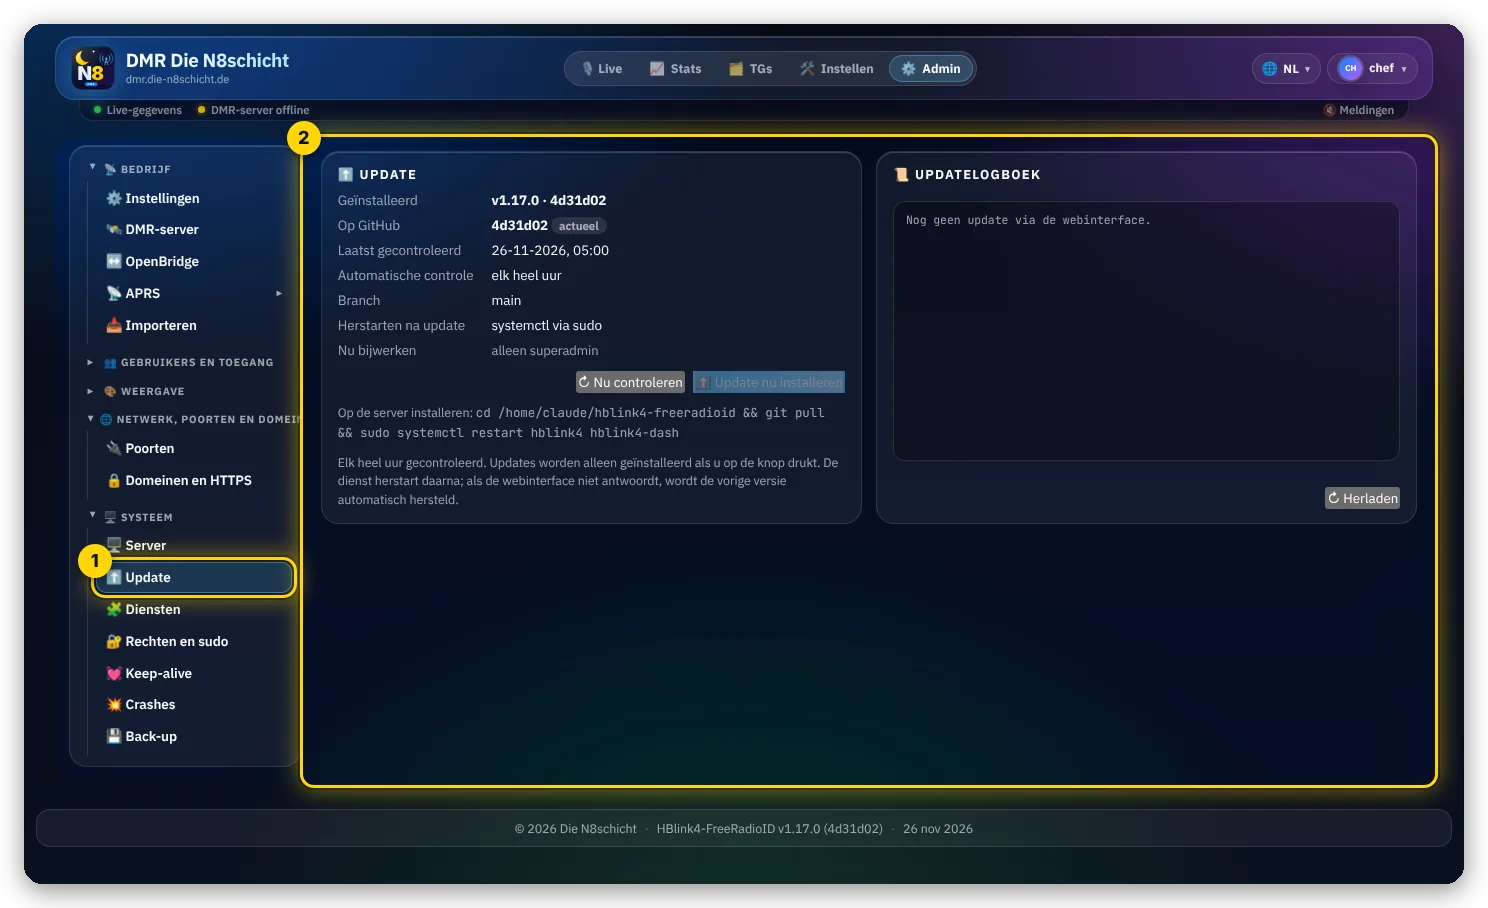 N8
DMR Die N8schicht
dmr.die-n8schicht.de
Live
Stats
TGs
Instellen
Admin
NL
CH
chef
Live-gegevens
DMR-server offline
Meldingen
2
BEDRIJF
Instellingen
DMR-server
OpenBridge
APRS
Importeren
GEBRUIKERS EN TOEGANG
WEERGAVE
NETWERK, POORTEN EN DOMEIN
Poorten
Domeinen en HTTPS
SYSTEEM
Server
1
Update
Diensten
Rechten en sudo
Keep-alive
Crashes
Back-up
UPDATE
Geïnstalleerd v1.17.0 · 4d31d02
Op GitHub 4d31d02 actueel
Laatst gecontroleerd 26-11-2026, 05:00
Automatische controle elk heel uur
Branch main
Herstarten na update systemctl via sudo
Nu bijwerken alleen superadmin
Nu controleren
Update nu installeren
Op de server installeren: cd /home/claude/hblink4-freeradioid && git pull
&& sudo systemctl restart hblink4 hblink4-dash
Elk heel uur gecontroleerd. Updates worden alleen geïnstalleerd als u op de knop drukt. De
dienst herstart daarna; als de webinterface niet antwoordt, wordt de vorige versie
automatisch hersteld.
UPDATELOGBOEK
Nog geen update via de webinterface.
Herladen
© 2026 Die N8schicht · HBlink4-FreeRadioID v1.17.0 (4d31d02) · 26 nov 2026